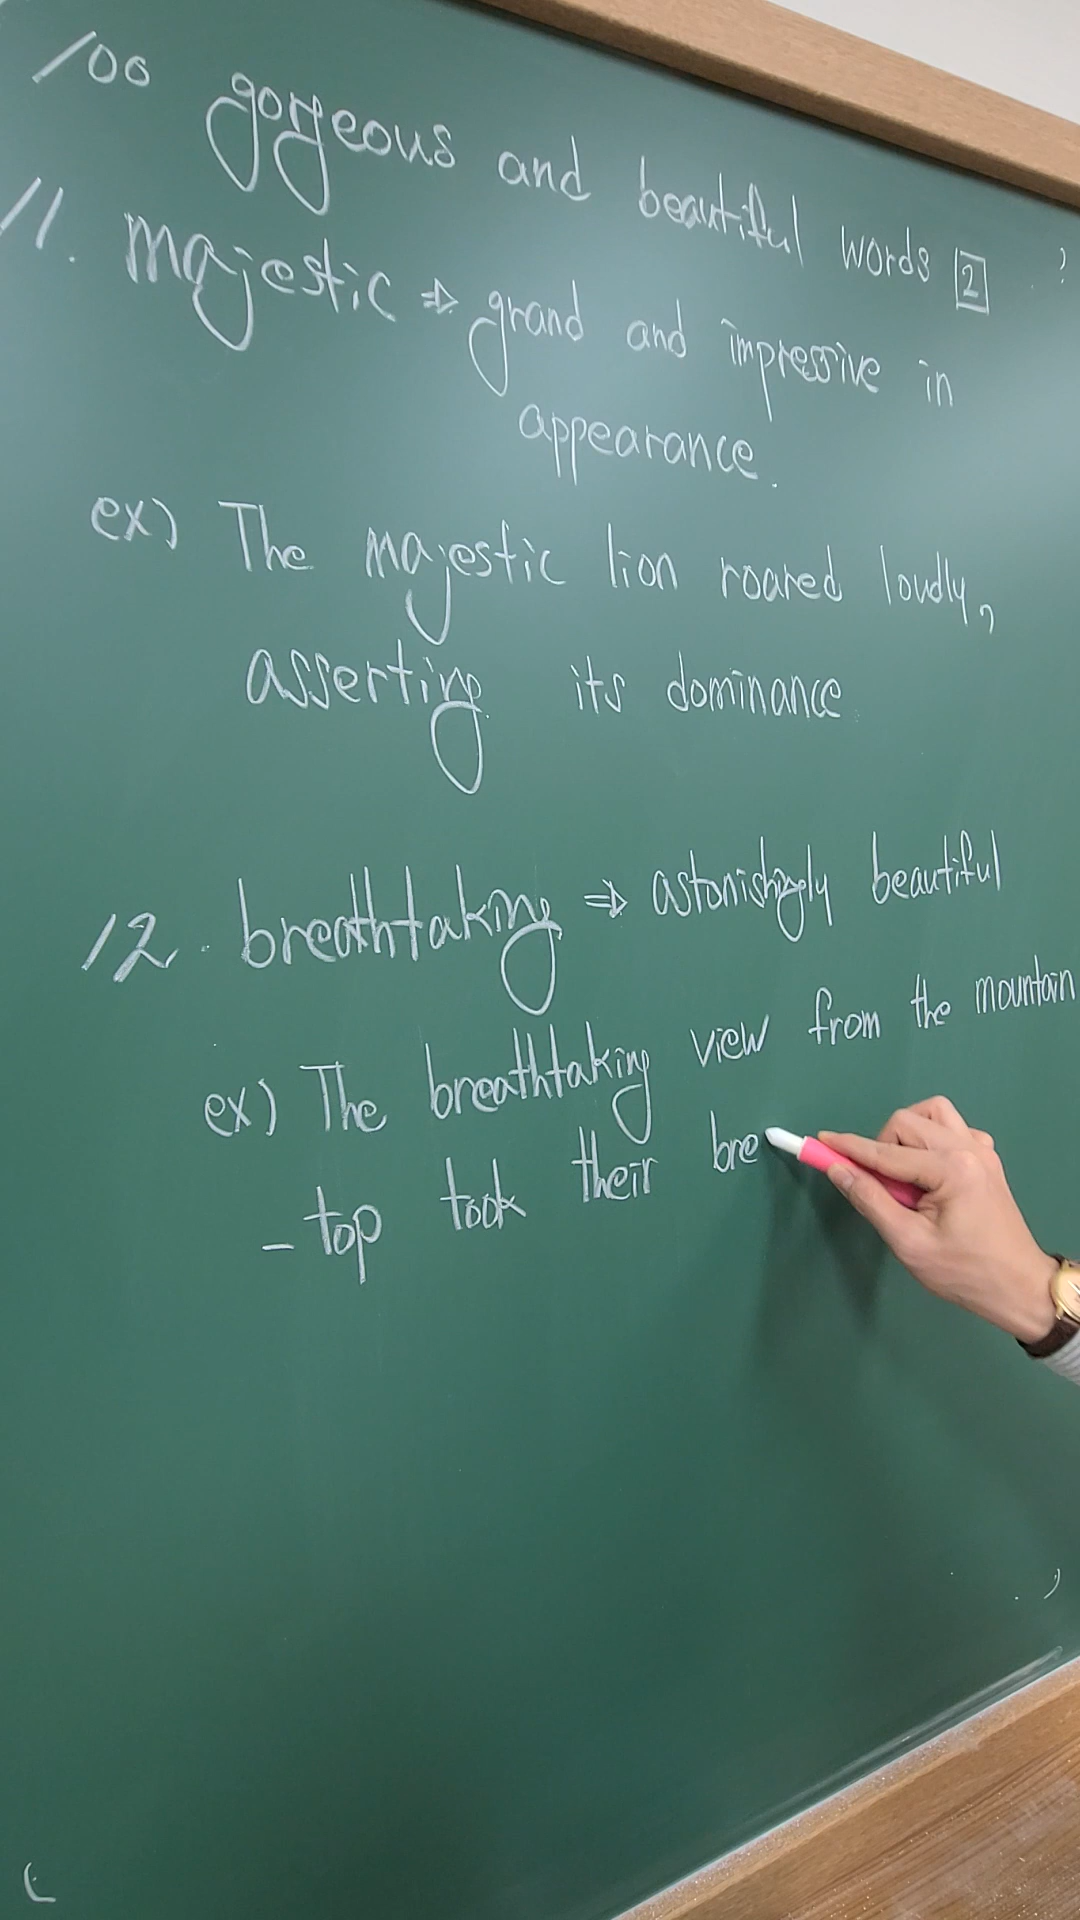 100 gorgeous and beautiful words 2
11. majestic ⇒ grand and impressive in
appearance.
ex) The majestic lion roared loudly,
asserting its dominance
12. breathtaking ⇒ astonishingly beautiful
ex) The breathtaking view from the mountain
- top took their bre